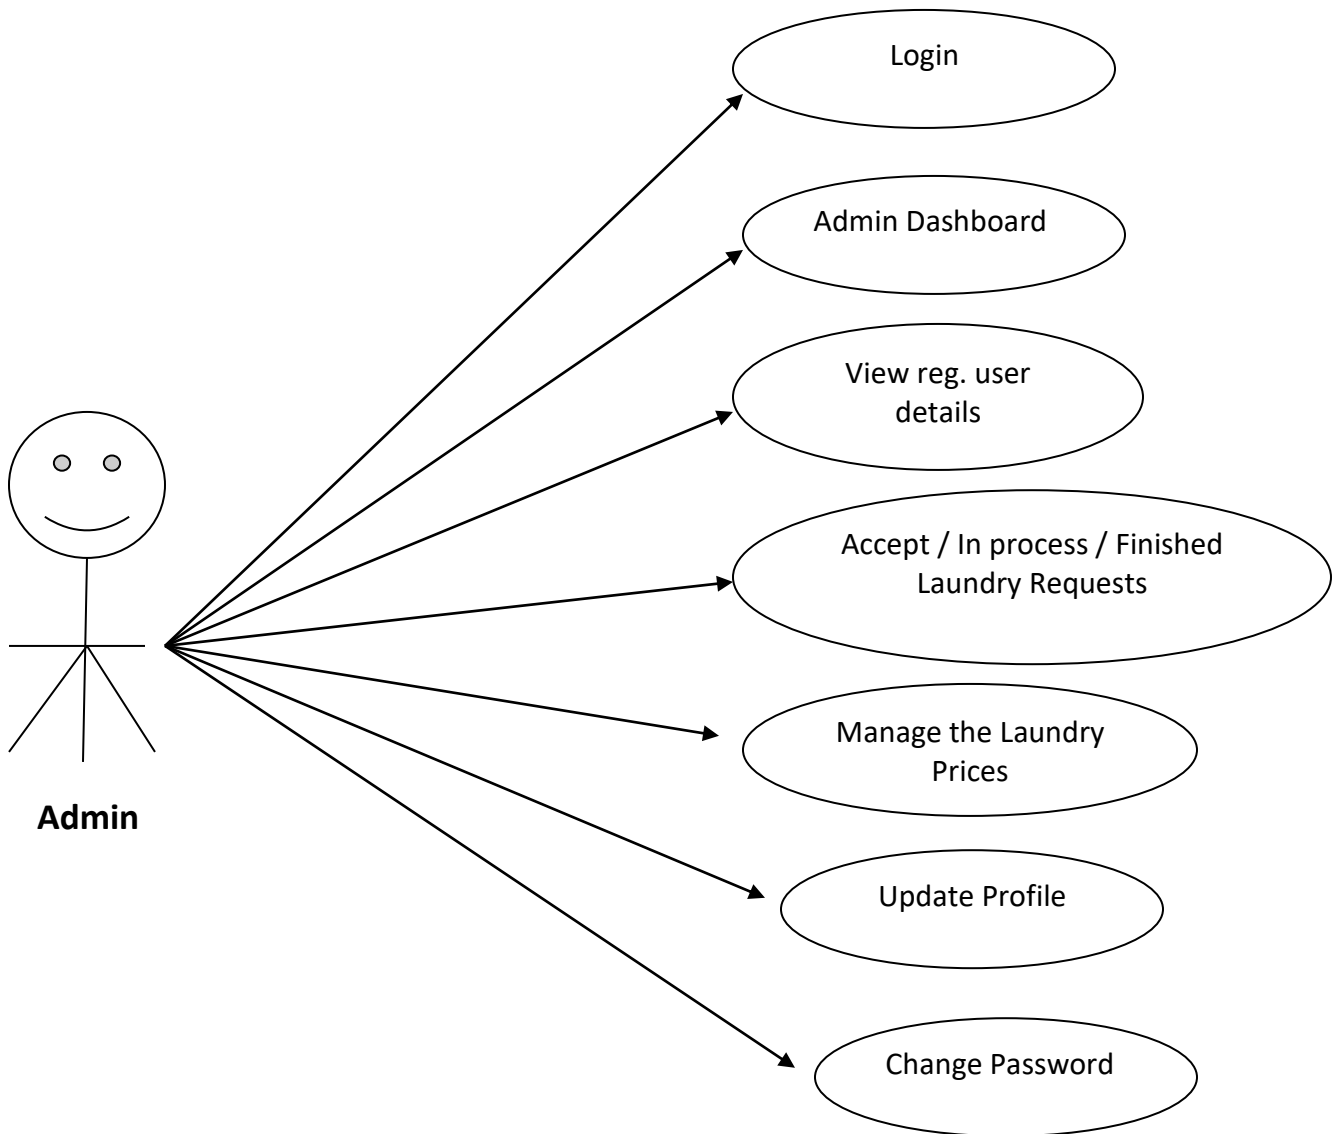 Login
Admin Dashboard
View reg. user
details
Accept / In process / Finished
Laundry Requests
Manage the Laundry
Prices
Admin
Update Profile
Change Password